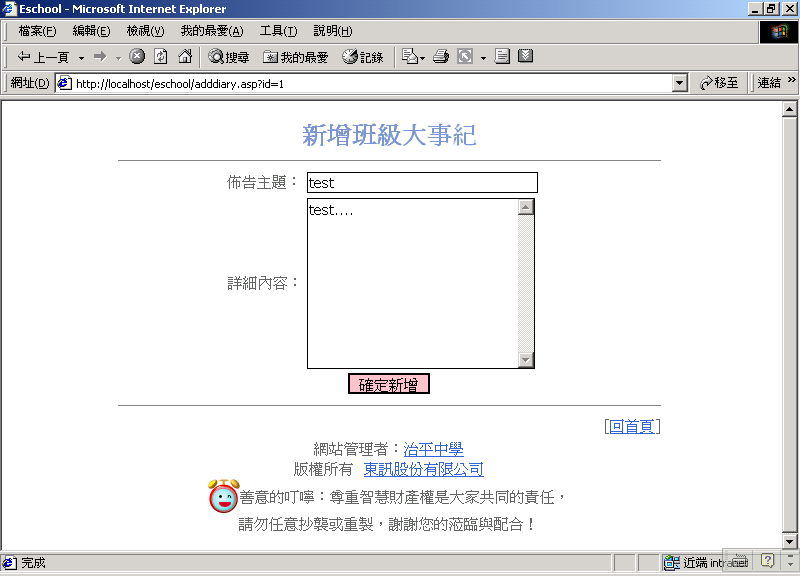 Eschool - Microsoft Internet Explorer
檔案(F) 編輯(E) 檢視(V) 我的最愛(A) 工具(T) 說明(H)
上一頁 搜尋 我的最愛 記錄
網址(D) http://localhost/eschool/adddiary.asp?id=1 移至 連結 »
新增班級大事紀
佈告主題： test
test....
詳細內容：
確定新增
[回首頁]
網站管理者：治平中學
版權所有 東訊股份有限公司
善意的叮嚀：尊重智慧財產權是大家共同的責任，
請勿任意抄襲或重製，謝謝您的蒞臨與配合！
完成 近端 intranet